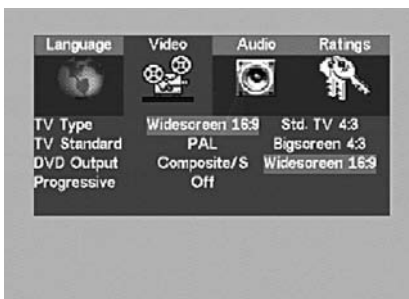 Language Video Audio Ratings
TV Type Widescreen 16:9 Std. TV 4:3
TV Standard PAL Bigscreen 4:3
DVD Output Composite/S Widescreen 16:9
Progressive Off